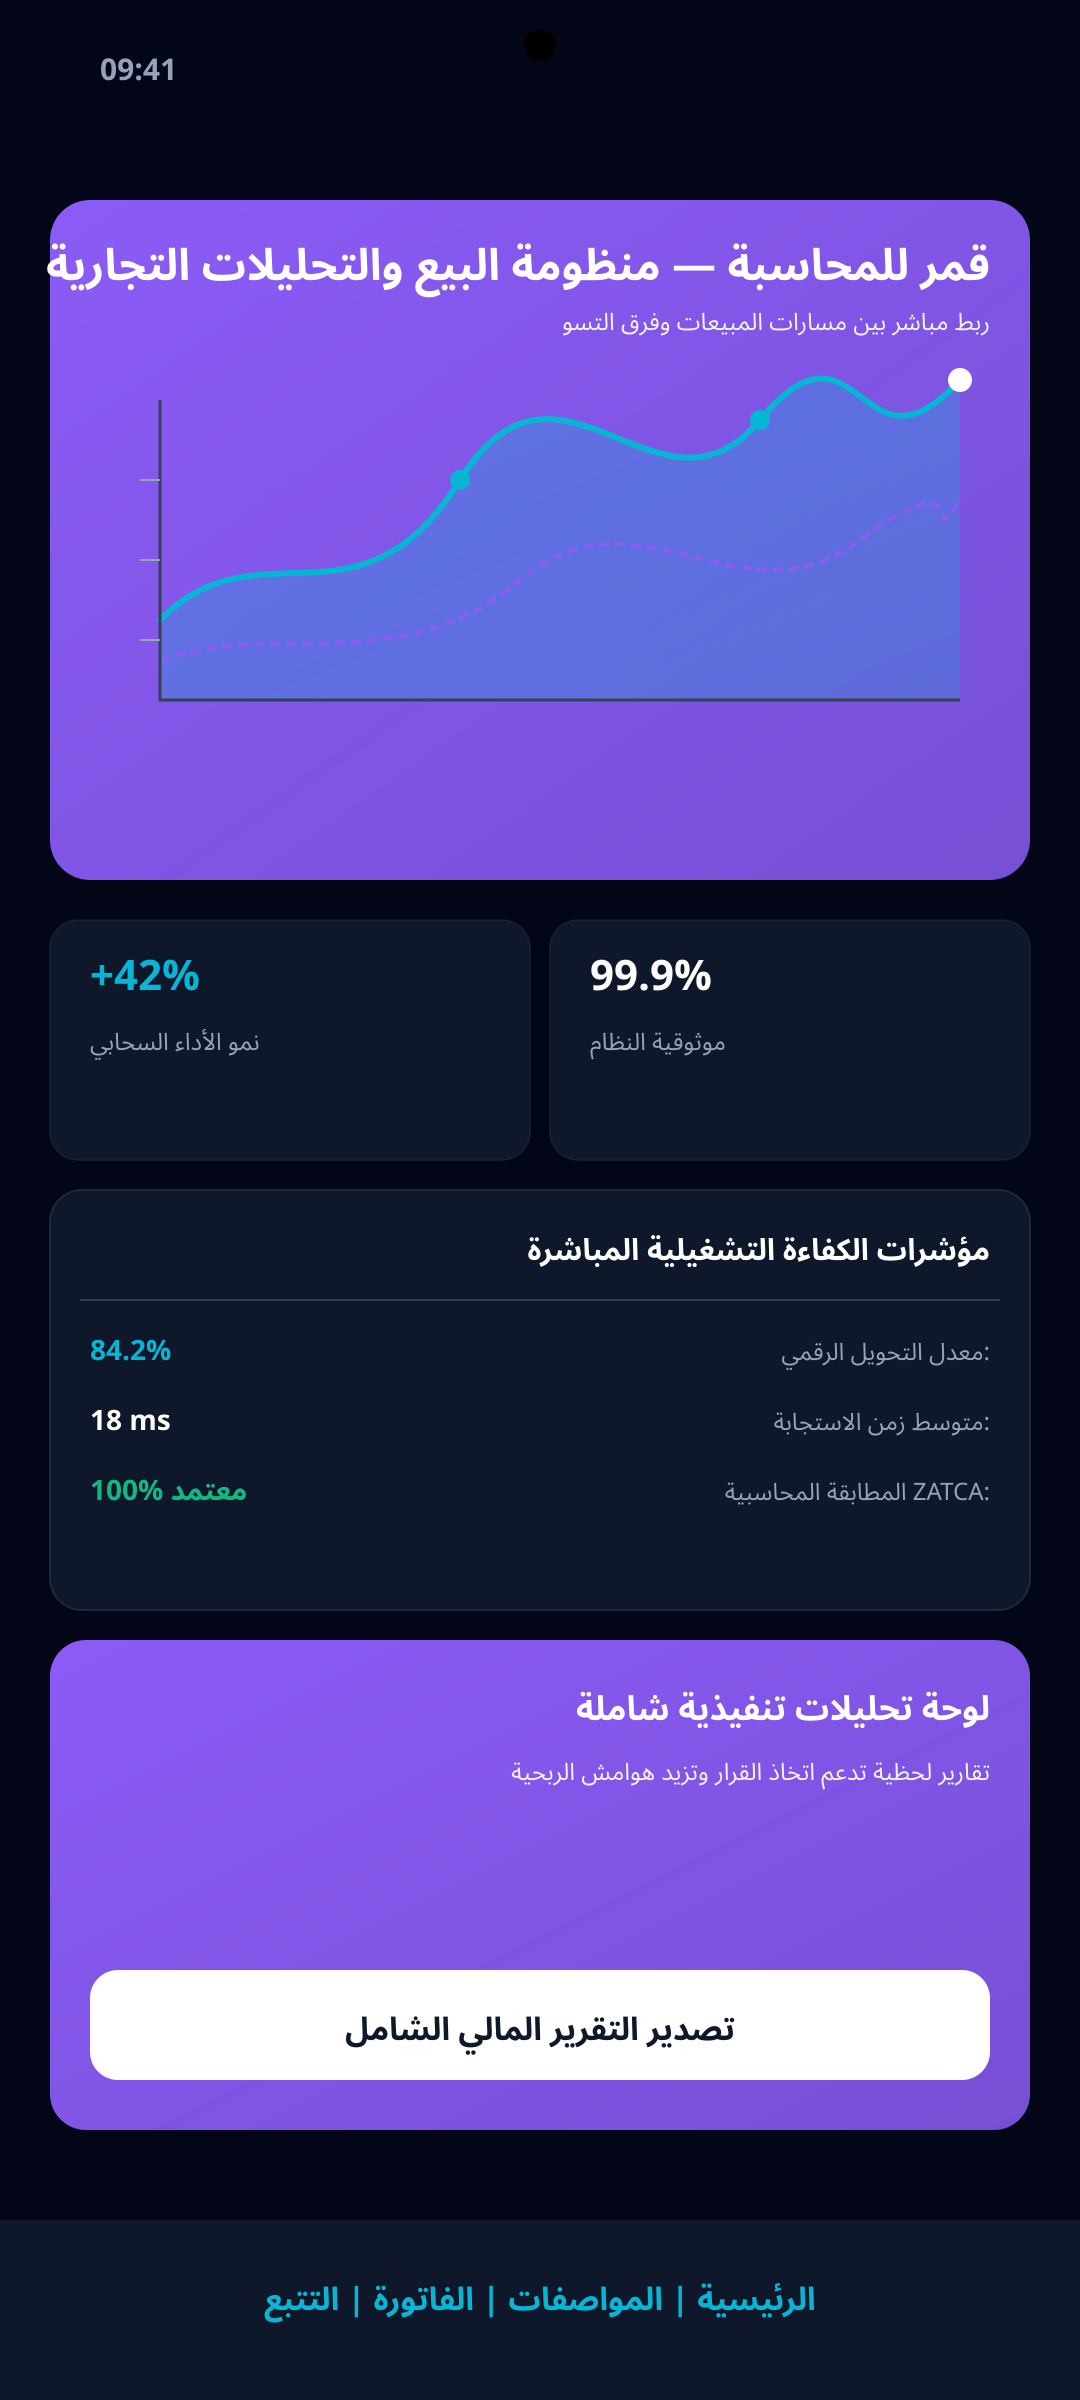 09:41
قمر للمحاسبة — منظومة البيع والتحليلات التجارية
ربط مباشر بين مسارات المبيعات وفرق التسو
99.9%
موثوقية النظام
+42%
نمو الأداء السحابي
مؤشرات الكفاءة التشغيلية المباشرة
معدل التحويل الرقمي:
84.2%
متوسط زمن الاستجابة:
18 ms
المطابقة المحاسبية ZATCA:
100% معتمد
لوحة تحليلات تنفيذية شاملة
تقارير لحظية تدعم اتخاذ القرار وتزيد هوامش الربحية
تصدير التقرير المالي الشامل
الرئيسية | المواصفات | الفاتورة | التتبع